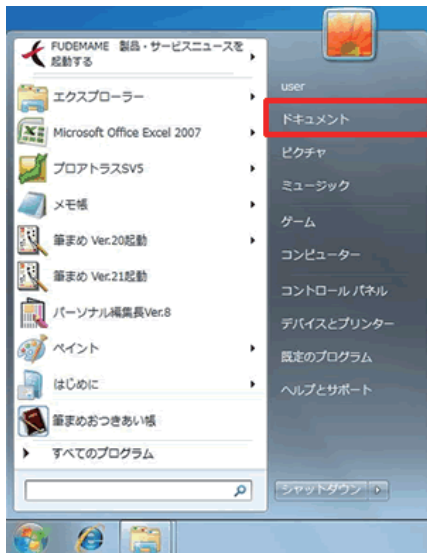 FUDEMAME 製品・サービスニュースを
起動する
エクスプローラー
Microsoft Office Excel 2007
プロアトラスSV5
メモ帳
筆まめ Ver.20起動
筆まめ Ver.21起動
パーソナル編集長Ver.8
ペイント
はじめに
筆まめおつきあい帳
すべてのプログラム
user
ドキュメント
ピクチャ
ミュージック
ゲーム
コンピューター
コントロール パネル
デバイスとプリンター
既定のプログラム
ヘルプとサポート
シャットダウン